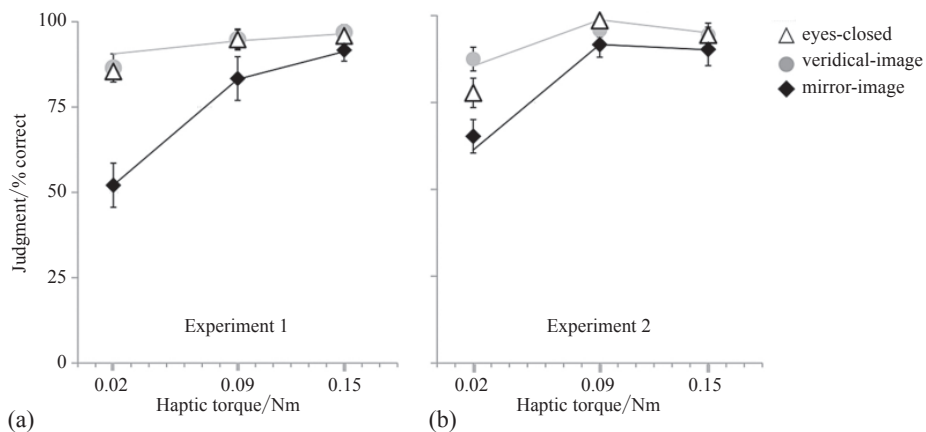 Judgment/% correct
100
75
50
25
0
Experiment 1
0.02 0.09 0.15
Haptic torque/Nm
(a)
Experiment 2
0.02 0.09 0.15
Haptic torque/Nm
(b)
eyes-closed
veridical-image
mirror-image